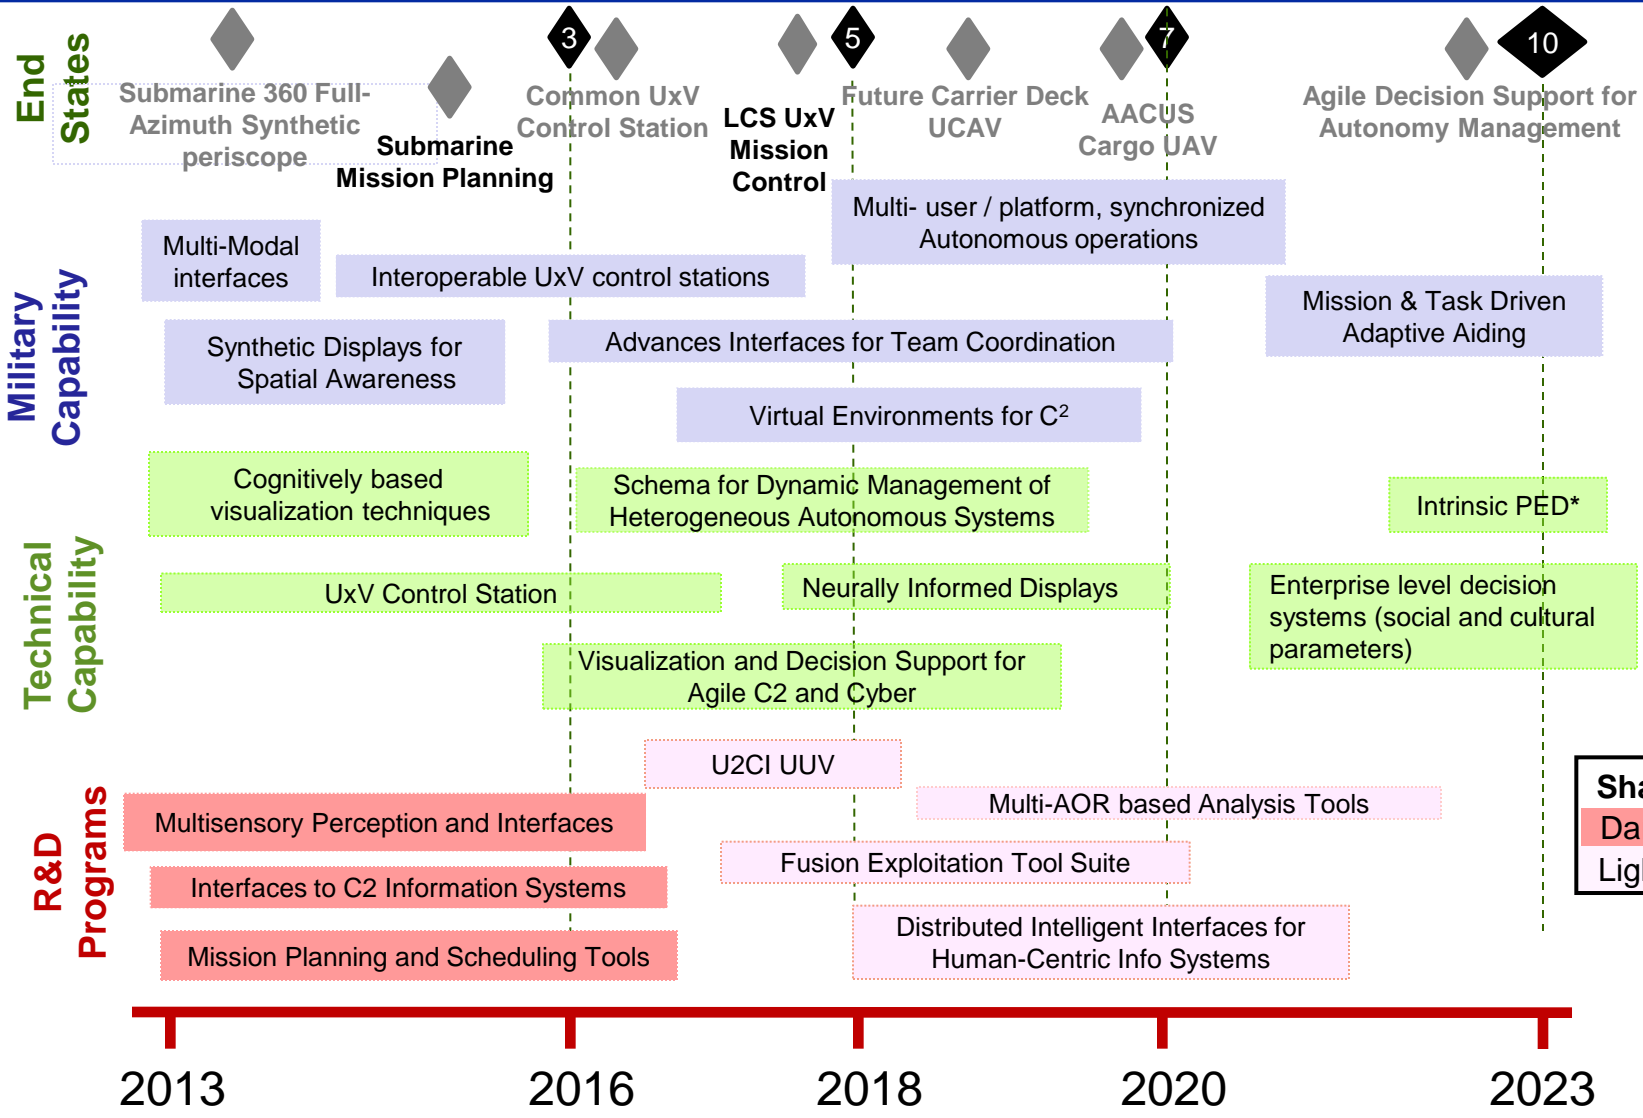 End
States
3
5
7
10
Submarine 360 Full-
Azimuth Synthetic
periscope
Submarine
Mission Planning
Common UxV
Control Station
LCS UxV
Mission
Control
Future Carrier Deck
UCAV
AACUS
Cargo UAV
Agile Decision Support for
Autonomy Management
Military
Capability
Multi-Modal
interfaces
Interoperable UxV control stations
Multi- user / platform, synchronized
Autonomous operations
Mission & Task Driven
Adaptive Aiding
Synthetic Displays for
Spatial Awareness
Advances Interfaces for Team Coordination
Virtual Environments for C²
Technical
Capability
Cognitively based
visualization techniques
Schema for Dynamic Management of
Heterogeneous Autonomous Systems
Intrinsic PED*
UxV Control Station
Neurally Informed Displays
Enterprise level decision
systems (social and cultural
parameters)
Visualization and Decision Support for
Agile C2 and Cyber
R&D
Programs
U2CI UUV
Multi-AOR based Analysis Tools
Multisensory Perception and Interfaces
Fusion Exploitation Tool Suite
Interfaces to C2 Information Systems
Distributed Intelligent Interfaces for
Human-Centric Info Systems
Mission Planning and Scheduling Tools
2013
2016
2018
2020
2023